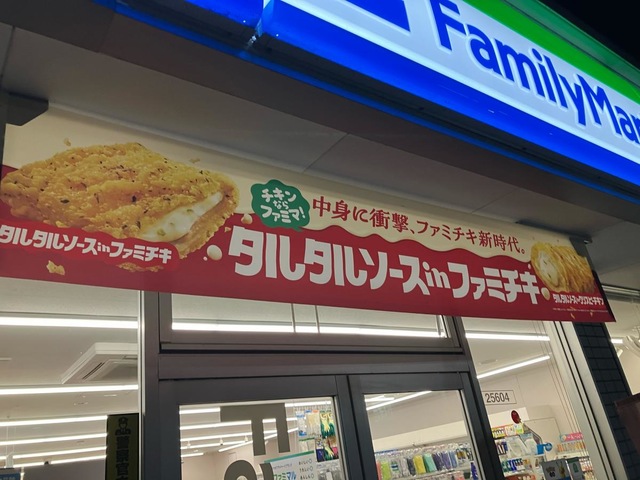 FamilyMar
チキン
なら
ファミマ!
中身に衝撃、ファミチキ新時代。
タルタルソースinファミチキ
タルタルソースinファミチキ
25604